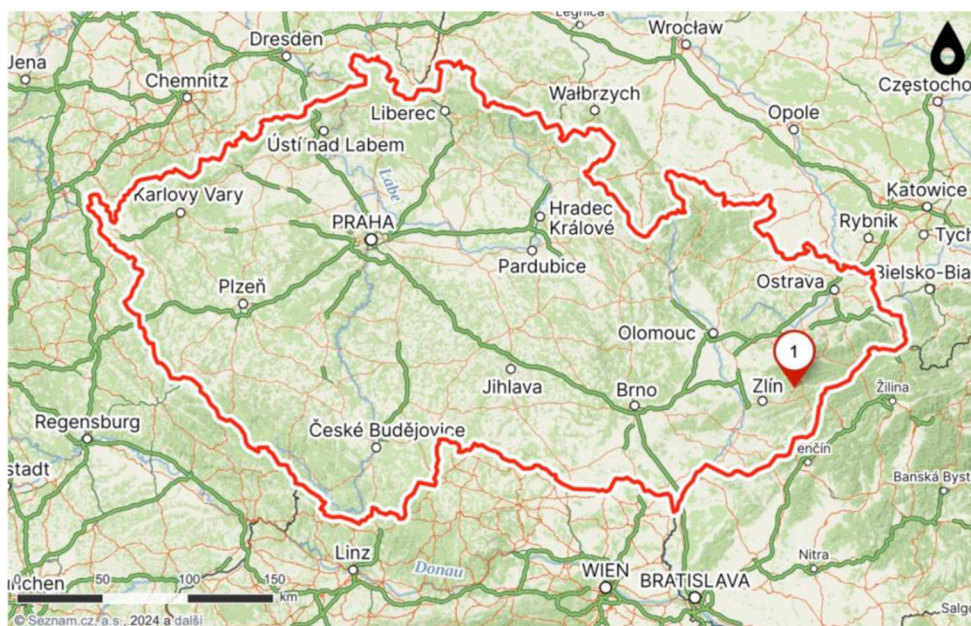 Legnica
Wrocław
Dresden
Jena
Chemnitz
Wałbrzych
Częstocho
Liberec
Opole
Ústí nad Labem
Labe
Karlovy Vary
Katowice
PRAHA
Hradec
Králové
Rybnik
Tych
Pardubice
Plzeň
Ostrava
Bielsko-Bia
Olomouc
1
Jihlava
Zlín
Brno
Žilina
Regensburg
České Budějovice
enčín
stadt
Banská Byst
Linz
Donau
WIEN
Nitra
BRATISLAVA
nchen
0 50 100 150
km
Salgó
© Seznam.cz, a.s., 2024 a další